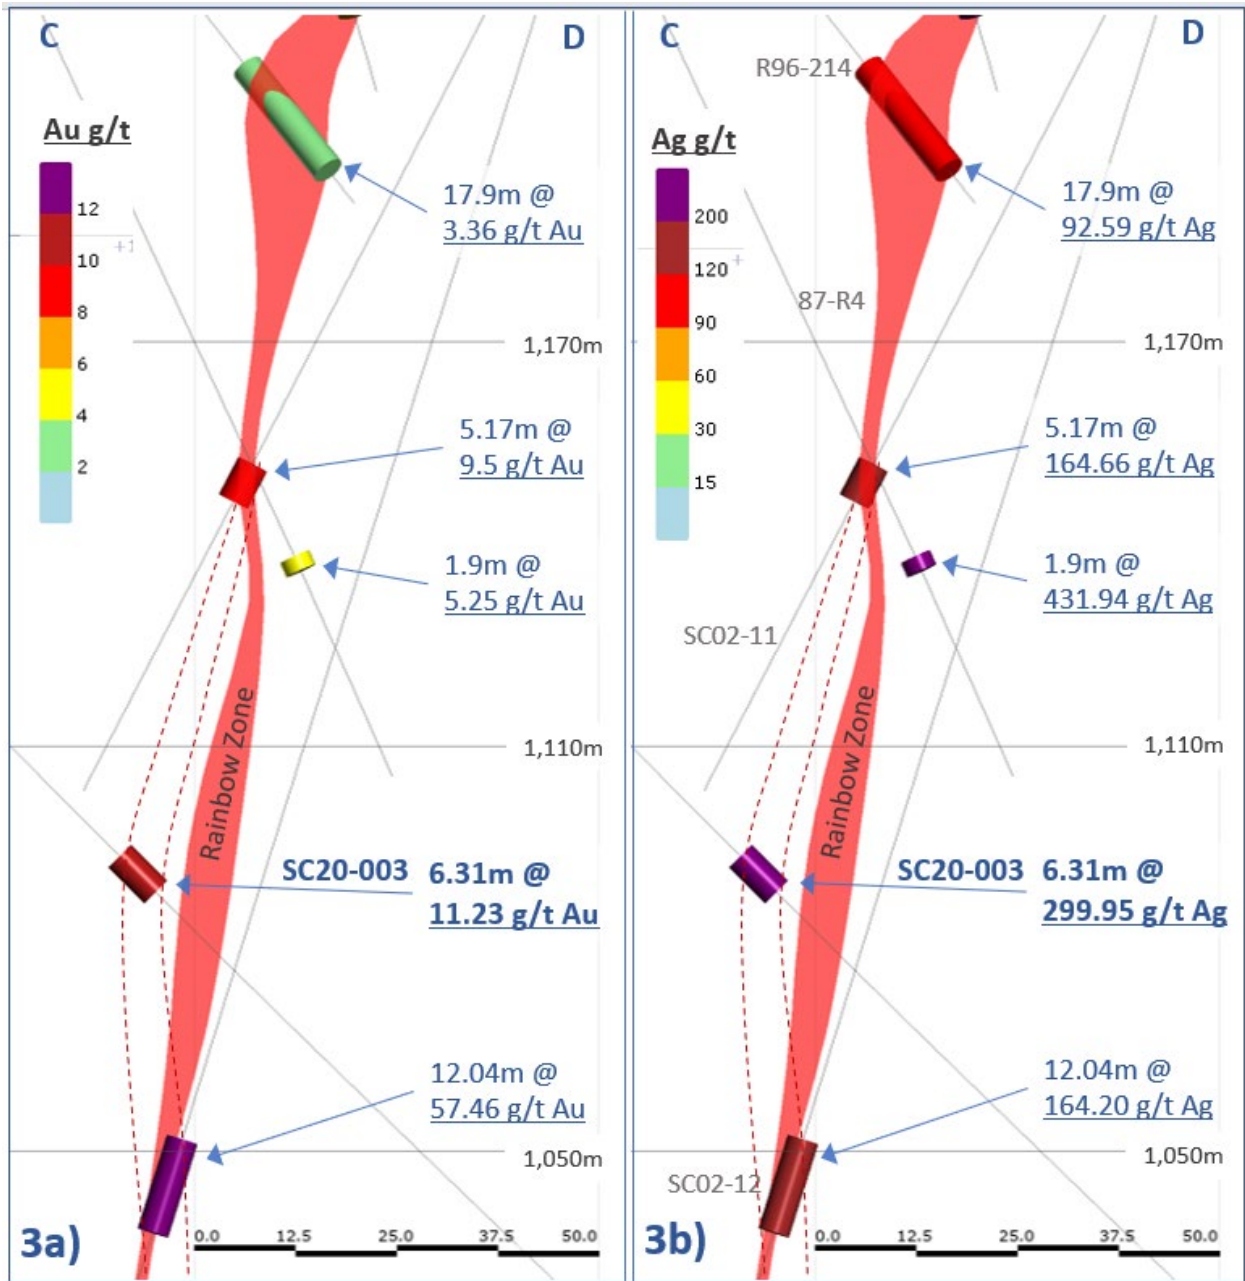 C
D
Au g/t
12
10
8
6
4
2
17.9m @
3.36 g/t Au
1,170m
5.17m @
9.5 g/t Au
1.9m @
5.25 g/t Au
Rainbow Zone
1,110m
SC20-003
6.31m @
11.23 g/t Au
12.04m @
57.46 g/t Au
1,050m
3a)
0.0 12.5 25.0 37.5 50.0
C
D
R96-214
Ag g/t
200
120
90
60
30
15
17.9m @
92.59 g/t Ag
87-R4
1,170m
5.17m @
164.66 g/t Ag
1.9m @
431.94 g/t Ag
SC02-11
Rainbow Zone
1,110m
SC20-003
6.31m @
299.95 g/t Ag
12.04m @
164.20 g/t Ag
1,050m
SC02-12
3b)
0.0 12.5 25.0 37.5 50.0